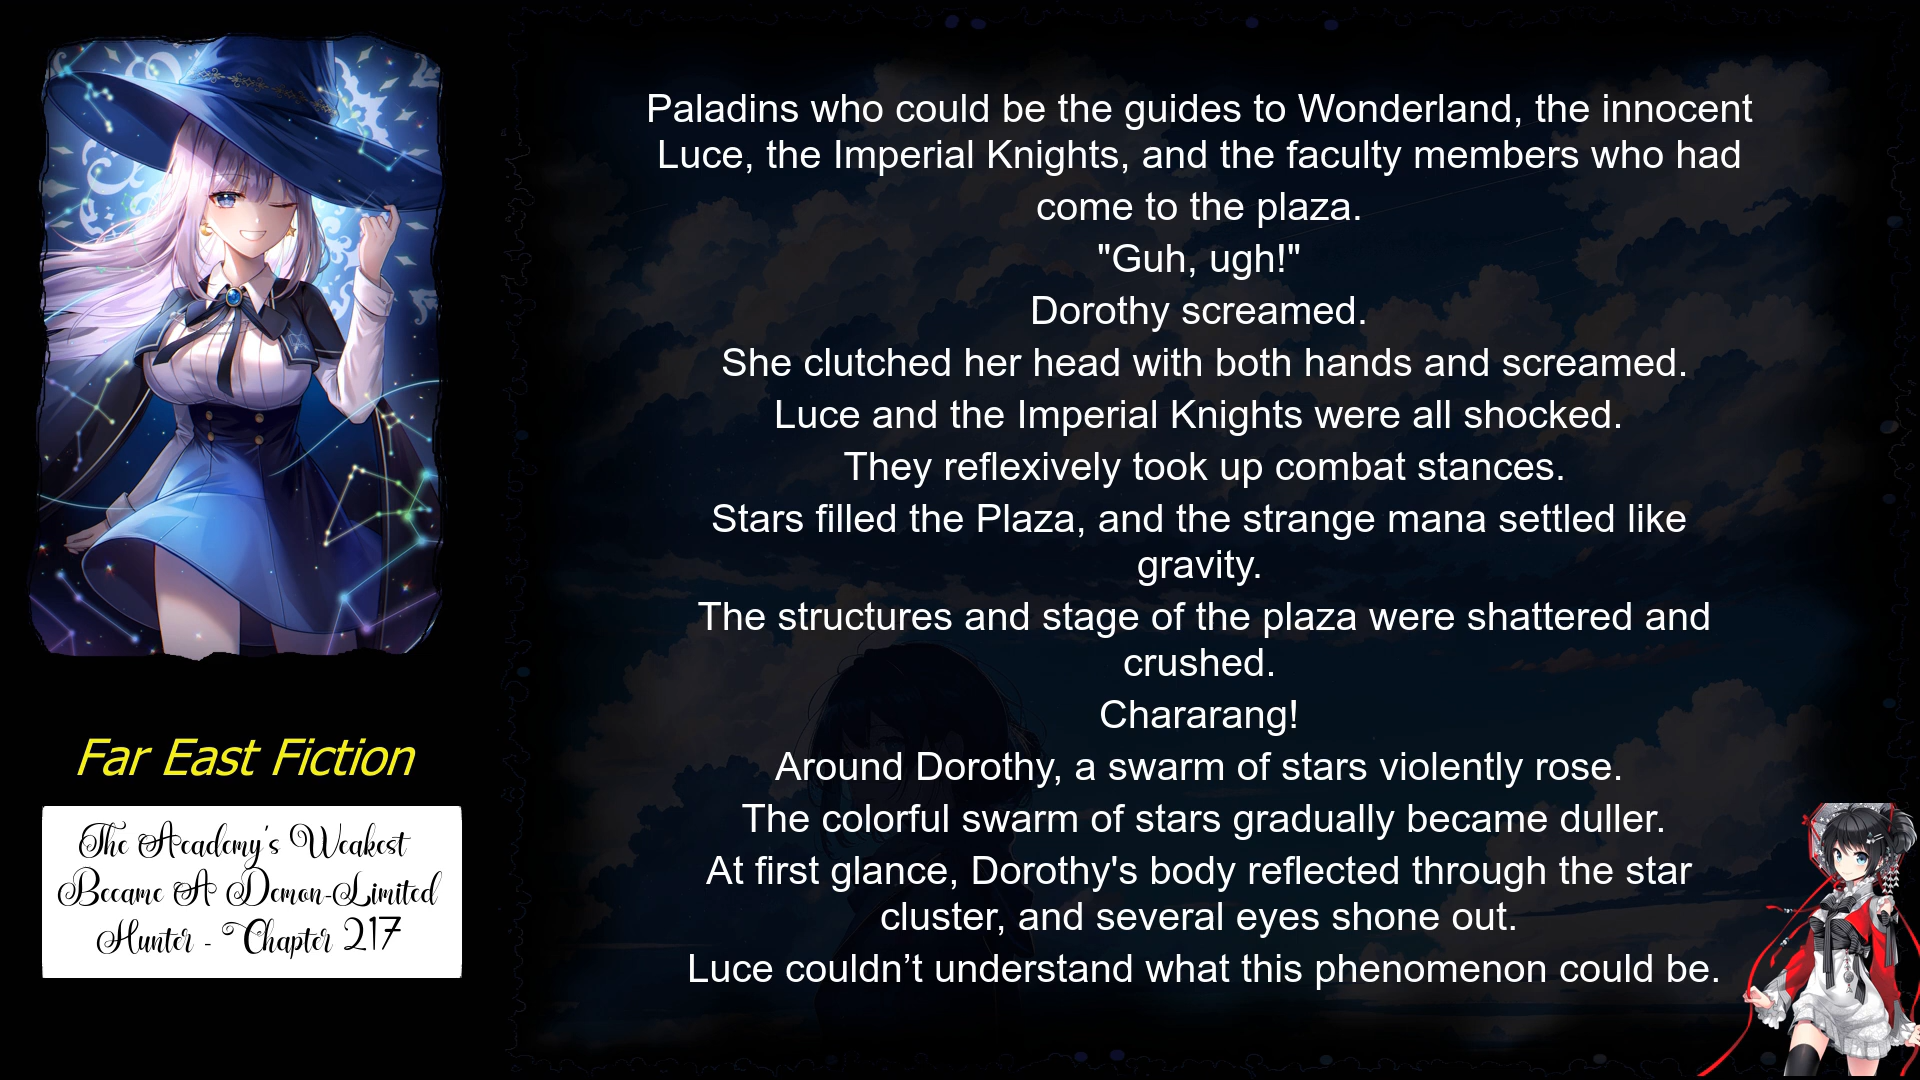 Paladins who could be the guides to Wonderland, the innocent
Luce, the Imperial Knights, and the faculty members who had
come to the plaza.
"Guh, ugh!"
Dorothy screamed.
She clutched her head with both hands and screamed.
Luce and the Imperial Knights were all shocked.
They reflexively took up combat stances.
Stars filled the Plaza, and the strange mana settled like
gravity.
The structures and stage of the plaza were shattered and
crushed.
Chararang!
Around Dorothy, a swarm of stars violently rose.
The colorful swarm of stars gradually became duller.
At first glance, Dorothy's body reflected through the star
cluster, and several eyes shone out.
Luce couldn’t understand what this phenomenon could be.
Far East Fiction
The Academy's Weakest
Became A Demon-Limited
Hunter - Chapter 217